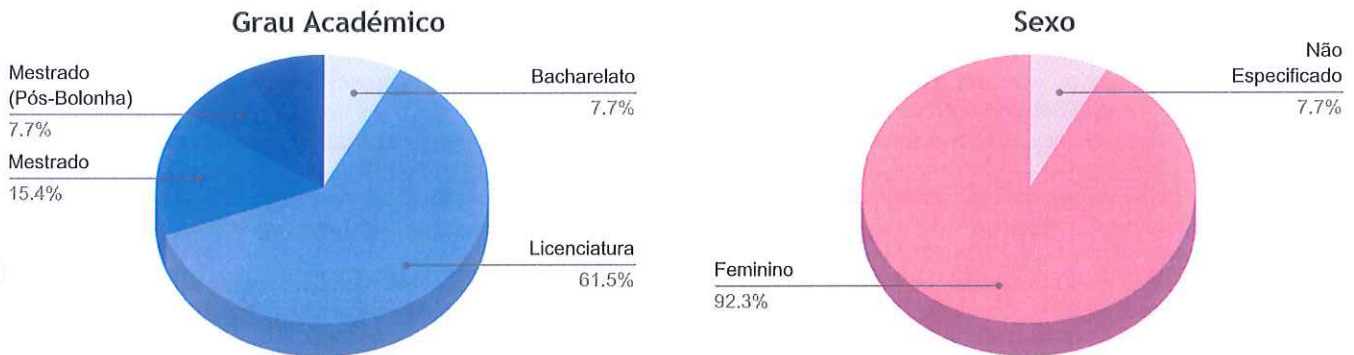 Grau Académico
Mestrado
(Pós-Bolonha)
7.7%
Mestrado
15.4%
Bacharelato
7.7%
Licenciatura
61.5%
Sexo
Não
Especificado
7.7%
Feminino
92.3%